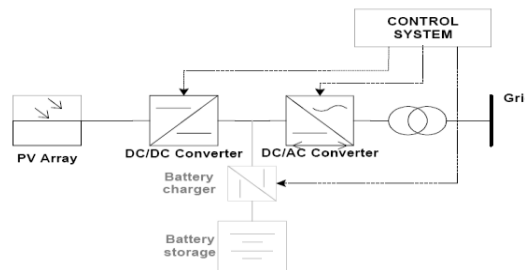 CONTROL
SYSTEM
Gri
PV Array
DC/DC Converter
DC/AC Converter
Battery
charger
Battery
storage